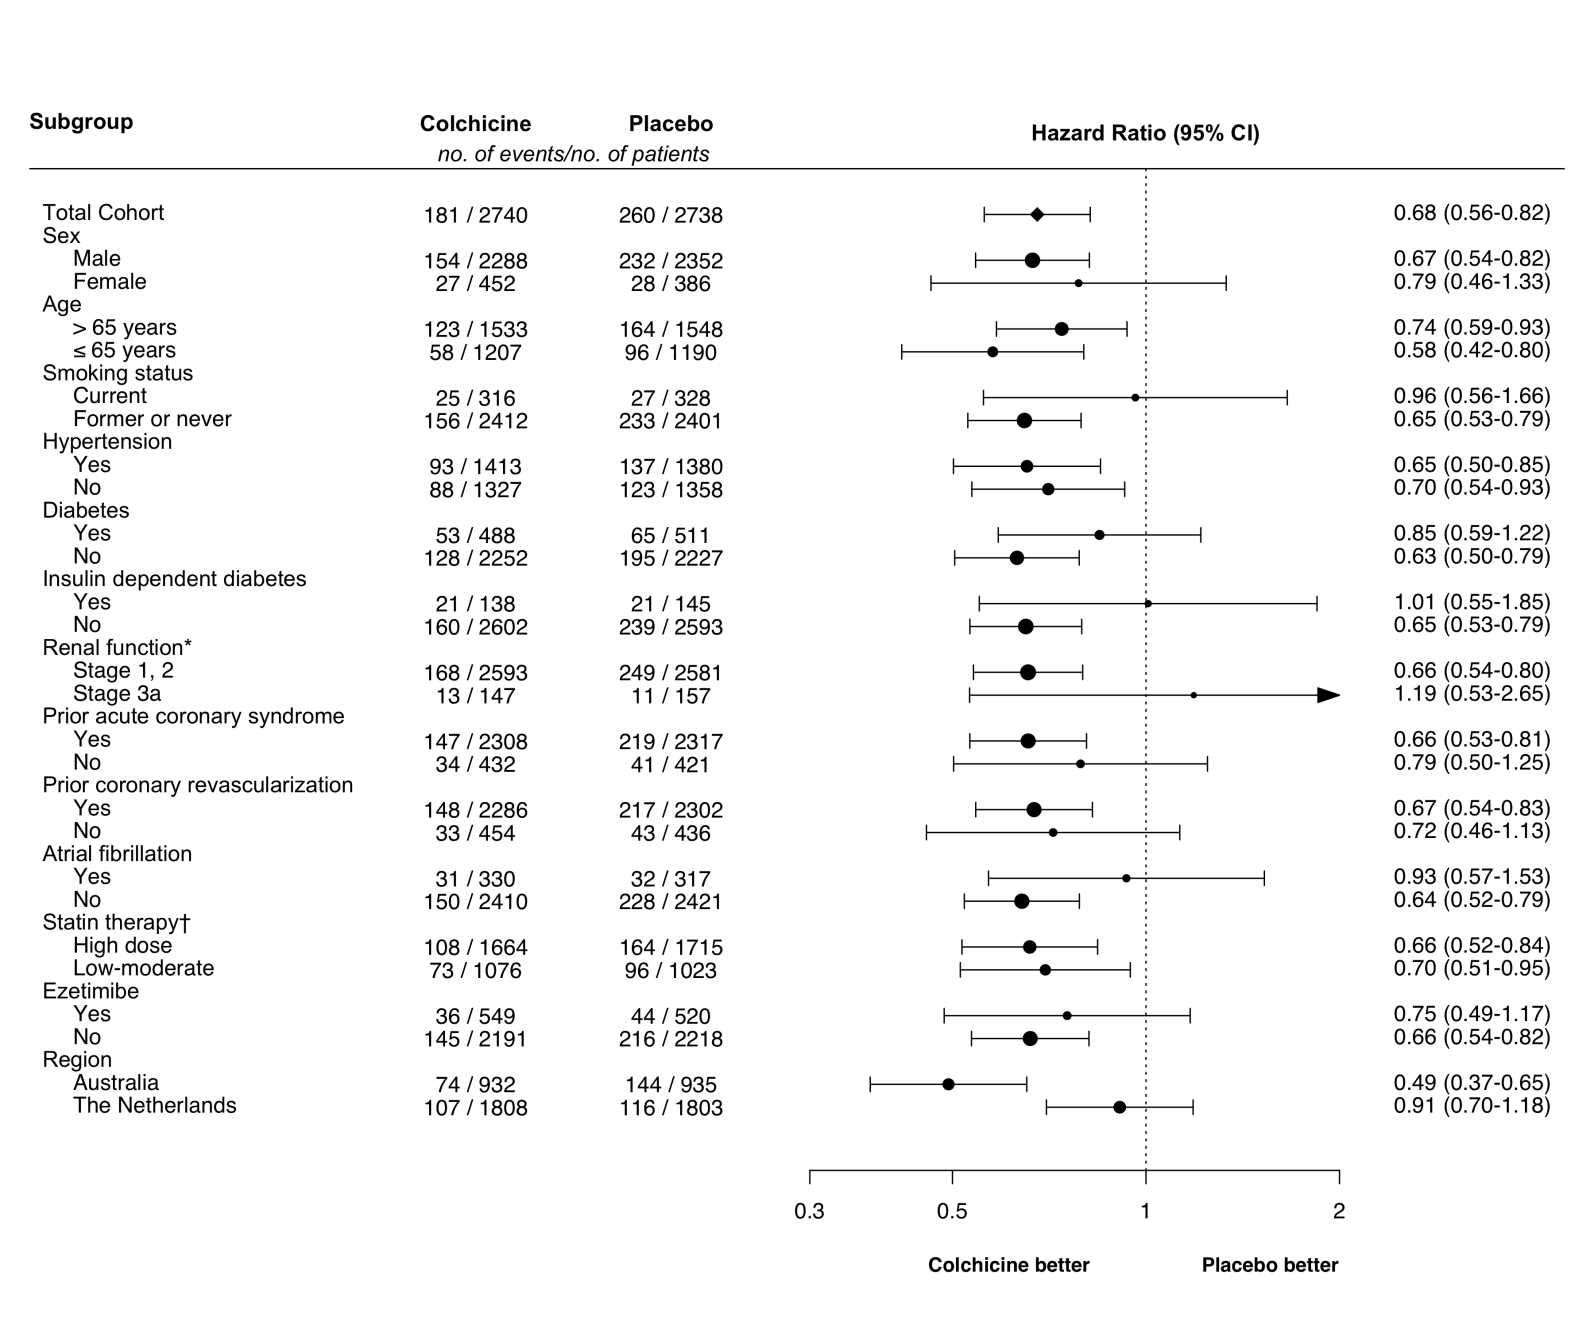 Subgroup Colchicine Placebo Hazard Ratio (95% CI)
no. of events/no. of patients
Total Cohort 181 / 2740 260 / 2738 0.68 (0.56-0.82)
Sex
Male 154 / 2288 232 / 2352 0.67 (0.54-0.82)
Female 27 / 452 28 / 386 0.79 (0.46-1.33)
Age
> 65 years 123 / 1533 164 / 1548 0.74 (0.59-0.93)
≤ 65 years 58 / 1207 96 / 1190 0.58 (0.42-0.80)
Smoking status
Current 25 / 316 27 / 328 0.96 (0.56-1.66)
Former or never 156 / 2412 233 / 2401 0.65 (0.53-0.79)
Hypertension
Yes 93 / 1413 137 / 1380 0.65 (0.50-0.85)
No 88 / 1327 123 / 1358 0.70 (0.54-0.93)
Diabetes
Yes 53 / 488 65 / 511 0.85 (0.59-1.22)
No 128 / 2252 195 / 2227 0.63 (0.50-0.79)
Insulin dependent diabetes
Yes 21 / 138 21 / 145 1.01 (0.55-1.85)
No 160 / 2602 239 / 2593 0.65 (0.53-0.79)
Renal function*
Stage 1, 2 168 / 2593 249 / 2581 0.66 (0.54-0.80)
Stage 3a 13 / 147 11 / 157 1.19 (0.53-2.65)
Prior acute coronary syndrome
Yes 147 / 2308 219 / 2317 0.66 (0.53-0.81)
No 34 / 432 41 / 421 0.79 (0.50-1.25)
Prior coronary revascularization
Yes 148 / 2286 217 / 2302 0.67 (0.54-0.83)
No 33 / 454 43 / 436 0.72 (0.46-1.13)
Atrial fibrillation
Yes 31 / 330 32 / 317 0.93 (0.57-1.53)
No 150 / 2410 228 / 2421 0.64 (0.52-0.79)
Statin therapy†
High dose 108 / 1664 164 / 1715 0.66 (0.52-0.84)
Low-moderate 73 / 1076 96 / 1023 0.70 (0.51-0.95)
Ezetimibe
Yes 36 / 549 44 / 520 0.75 (0.49-1.17)
No 145 / 2191 216 / 2218 0.66 (0.54-0.82)
Region
Australia 74 / 932 144 / 935 0.49 (0.37-0.65)
The Netherlands 107 / 1808 116 / 1803 0.91 (0.70-1.18)
0.3 0.5 1 2
Colchicine better Placebo better